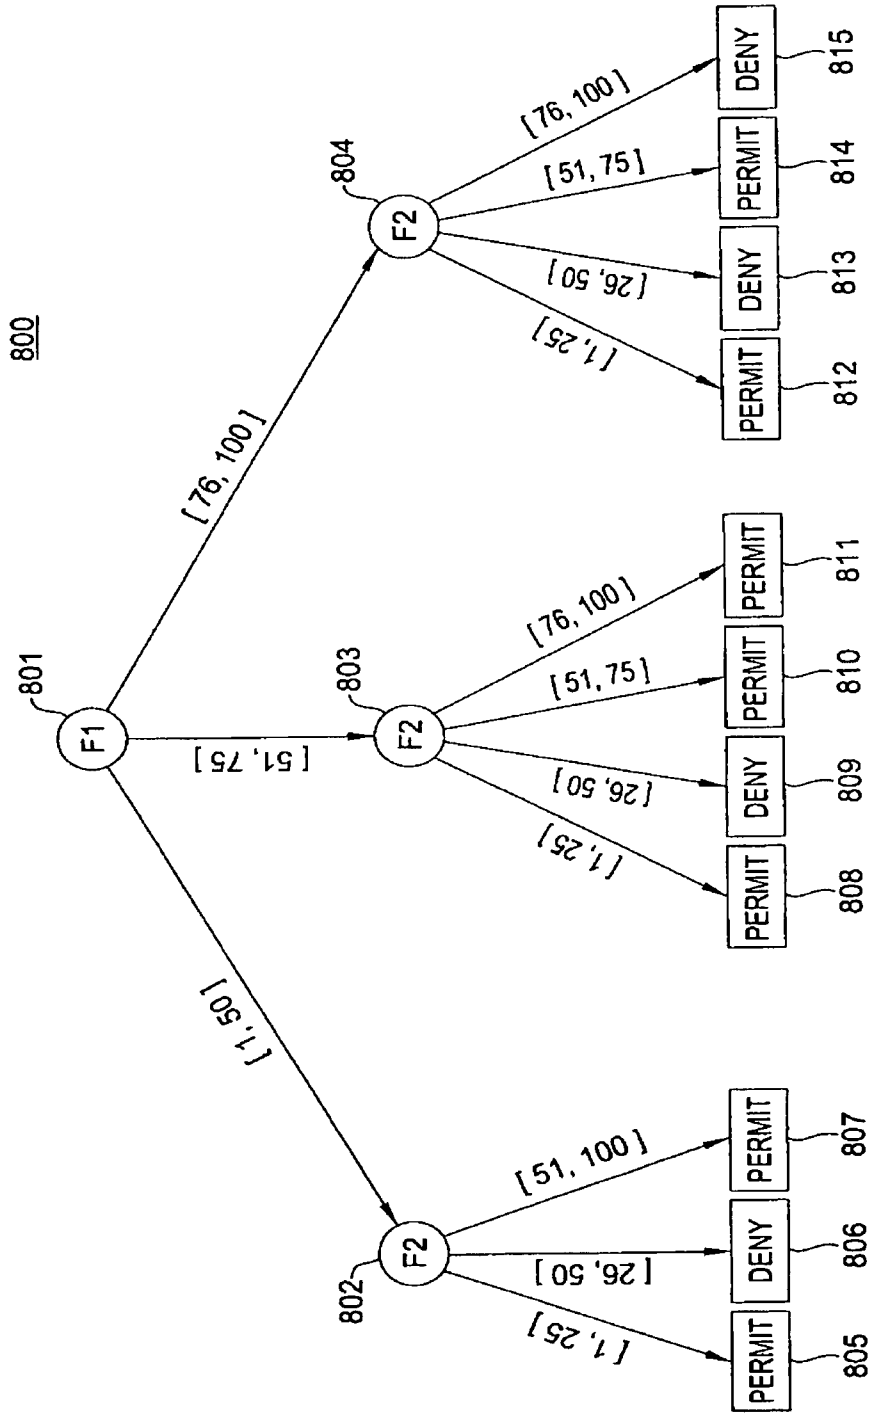 800
801
F1
[ 1, 50 ]
[ 51, 75 ]
[ 76, 100 ]
802
F2
803
F2
804
F2
[ 1, 25 ]
[ 26, 50 ]
[ 51, 100 ]
[ 1, 25 ]
[ 26, 50 ]
[ 51, 75 ]
[ 76, 100 ]
[ 1, 25 ]
[ 26, 50 ]
[ 51, 75 ]
[ 76, 100 ]
PERMIT
DENY
PERMIT
PERMIT
DENY
PERMIT
PERMIT
PERMIT
DENY
PERMIT
DENY
805
806
807
808
809
810
811
812
813
814
815